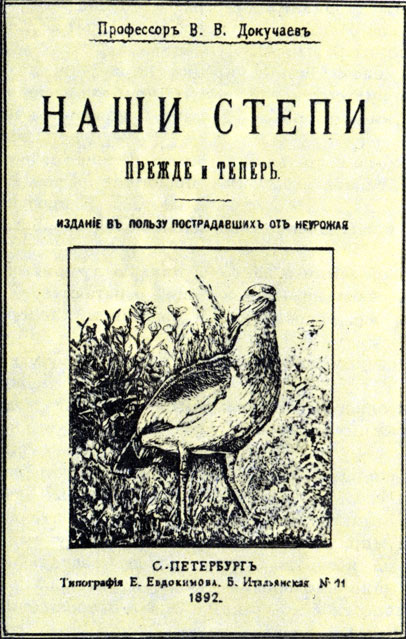 Профессоръ В. В. Докучаевъ
НАШИ СТЕПИ
ПРЕЖДЕ и ТЕПЕРЬ.
ИЗДАНІЕ ВЪ ПОЛЬЗУ ПОСТРАДАВШИХЪ ОТЪ НЕУРОЖАЯ
С-ПЕТЕРБУРГЪ
Типографія Е. Евдокимова, Б. Итальянская № 11
1892.